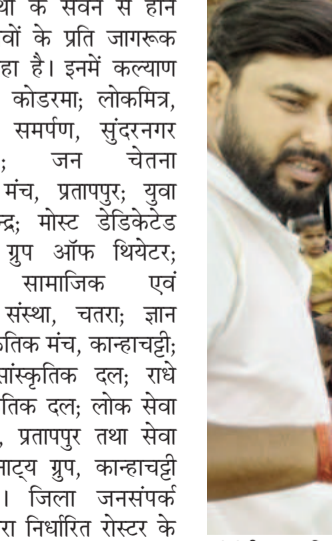 के सेवन से होने
के प्रति जागरूक
है। इनमें कल्याण
कोडरमा; लोकमित्र,
समर्पण, सुंदरनगर
; जन चेतना
मंच, प्रतापपुर; युवा
मोस्ट डेडिकेटेड
ग्रुप ऑफ थियेटर;
सामाजिक एवं
संस्था, चतरा; ज्ञान
मंच, कान्हाचट्टी;
सांस्कृतिक दल; राधे
दल; लोक सेवा
, प्रतापपुर तथा सेवा
नाट्य ग्रुप, कान्हाचट्टी
। जिला जनसंपर्क
निर्धारित रोस्टर के